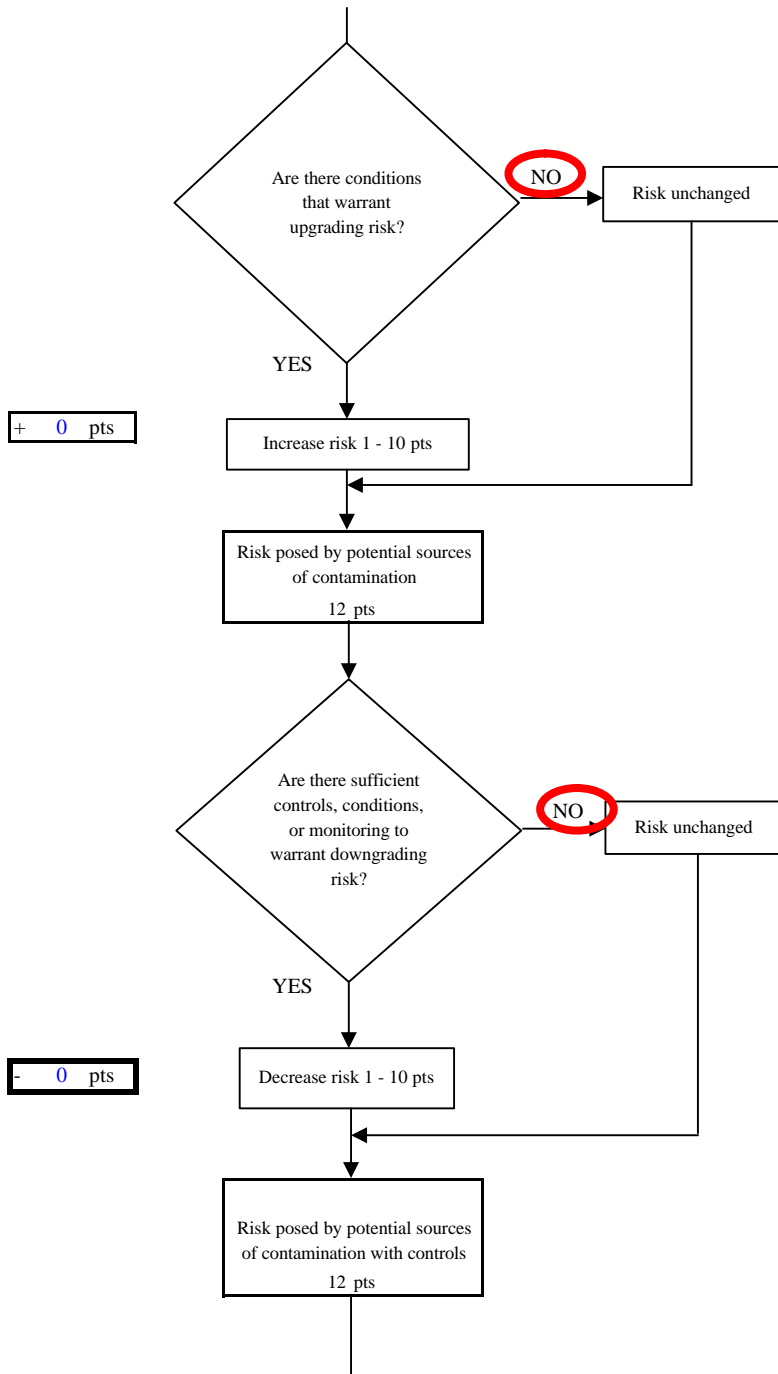 Are there conditions
that warrant
upgrading risk?
NO
Risk unchanged
YES
+ 0 pts
Increase risk 1 - 10 pts
Risk posed by potential sources
of contamination
12 pts
Are there sufficient
controls, conditions,
or monitoring to
warrant downgrading
risk?
NO
Risk unchanged
YES
- 0 pts
Decrease risk 1 - 10 pts
Risk posed by potential sources
of contamination with controls
12 pts